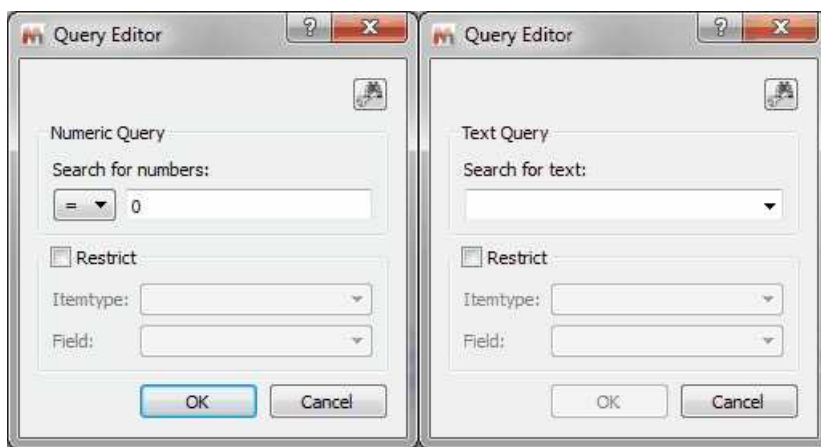 Query Editor
?
X
Numeric Query
Search for numbers:
=
0
Restrict
Itemtype:
Field:
OK
Cancel
Query Editor
?
X
Text Query
Search for text:
Restrict
Itemtype:
Field:
OK
Cancel